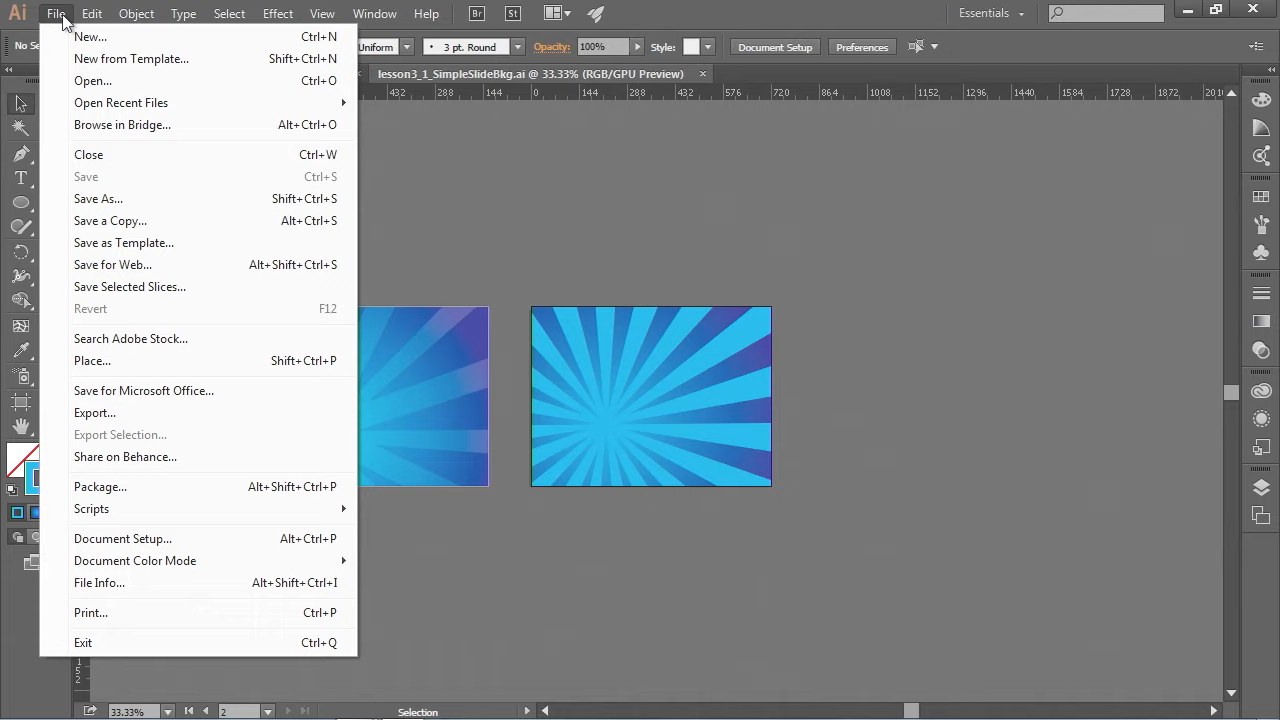 Ai File Edit Object Type Select Effect View Window Help Br St Essentials
No Se Uniform 3 pt. Round Opacity: 100% Style: Document Setup Preferences
lesson3_1_SimpleSlideBkg.ai @ 33.33% (RGB/GPU Preview)
432 288 144 0 144 288 432 576 720 864 1008 1152 1296 1440 1584 1728 1872 201
New... Ctrl+N
New from Template... Shift+Ctrl+N
Open... Ctrl+O
Open Recent Files
Browse in Bridge... Alt+Ctrl+O
Close Ctrl+W
Save Ctrl+S
Save As... Shift+Ctrl+S
Save a Copy... Alt+Ctrl+S
Save as Template...
Save for Web... Alt+Shift+Ctrl+S
Save Selected Slices...
Revert F12
Search Adobe Stock...
Place... Shift+Ctrl+P
Save for Microsoft Office...
Export...
Export Selection...
Share on Behance...
Package... Alt+Shift+Ctrl+P
Scripts
Document Setup... Alt+Ctrl+P
Document Color Mode
File Info... Alt+Shift+Ctrl+I
Print... Ctrl+P
Exit Ctrl+Q
1
5
2
33.33% 2 Selection